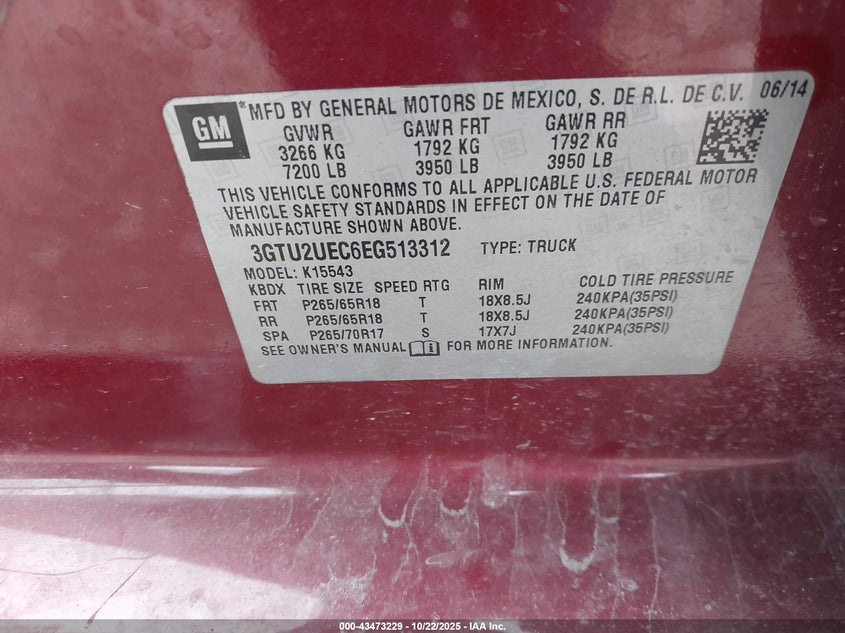 GM ® MFD BY GENERAL MOTORS DE MEXICO, S. DE R.L. DE C.V. 06/14
GVWR GAWR FRT GAWR RR
3266 KG 1792 KG 1792 KG
7200 LB 3950 LB 3950 LB
THIS VEHICLE CONFORMS TO ALL APPLICABLE U.S. FEDERAL MOTOR
VEHICLE SAFETY STANDARDS IN EFFECT ON THE DATE OF
MANUFACTURE SHOWN ABOVE.
3GTU2UEC6EG513312 TYPE: TRUCK
MODEL: K15543
KBDX TIRE SIZE SPEED RTG RIM COLD TIRE PRESSURE
FRT P265/65R18 T 18X8.5J 240KPA(35PSI)
RR P265/65R18 T 18X8.5J 240KPA(35PSI)
SPA P265/70R17 S 17X7J 240KPA(35PSI)
SEE OWNER'S MANUAL FOR MORE INFORMATION.
000-43473229 - 10/22/2025 - IAA Inc.